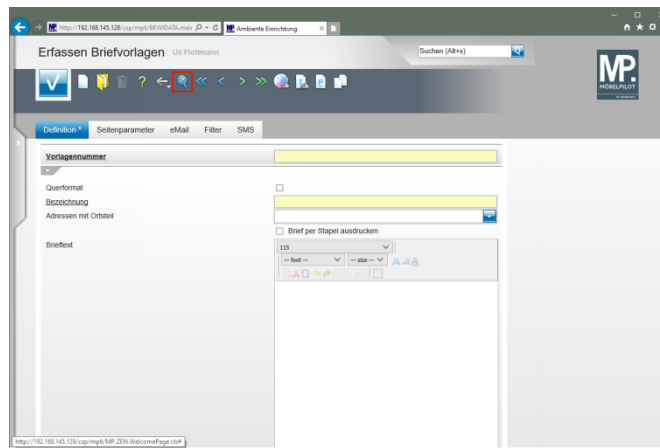 http://192.168.145.128/csp/mp6/BEWIDATA.mair
Ambiente Einrichtung
Erfassen Briefvorlagen Uli Plottmann
Suchen (Alt+s)
MP.
MÖBELPILOT
Definition *
Seitenparameter
eMail
Filter
SMS
Vorlagennummer
Querformat
Bezeichnung
Adressen mit Ortsteil
Brief per Stapel ausdrucken
Brieftext
115
--- font ---
--- size ---
http://192.168.145.128/csp/mp6/MP.ZEN.WelcomePage.cls#